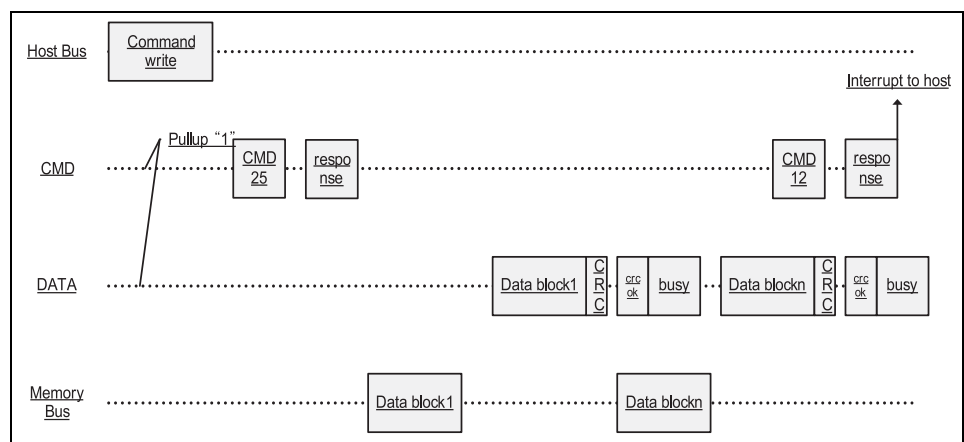 Host Bus
Command
write
Interrupt to host
Pullup “1”
CMD
CMD
25
respo
nse
CMD
12
respo
nse
DATA
Data block1
C
R
C
crc
ok
busy
Data blockn
C
R
C
crc
ok
busy
Memory
Bus
Data block1
Data blockn